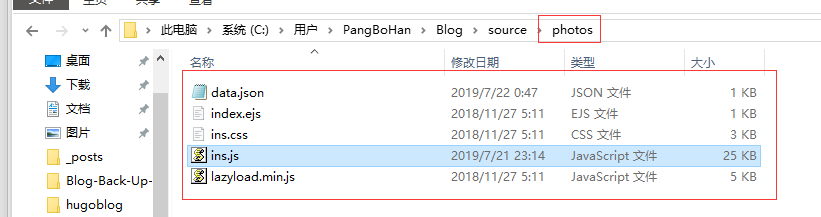 此电脑 > 系统 (C:) > 用户 > PangBoHan > Blog > source > photos
名称 修改日期 类型 大小
桌面
下载
文档
图片
_posts
Blog-Back-Up-
hugoblog
data.json 2019/7/22 0:47 JSON 文件 1 KB
index.ejs 2018/11/27 5:11 EJS 文件 1 KB
ins.css 2018/11/27 5:11 CSS 文件 3 KB
ins.js 2019/7/21 23:14 JavaScript 文件 25 KB
lazyload.min.js 2018/11/27 5:11 JavaScript 文件 5 KB